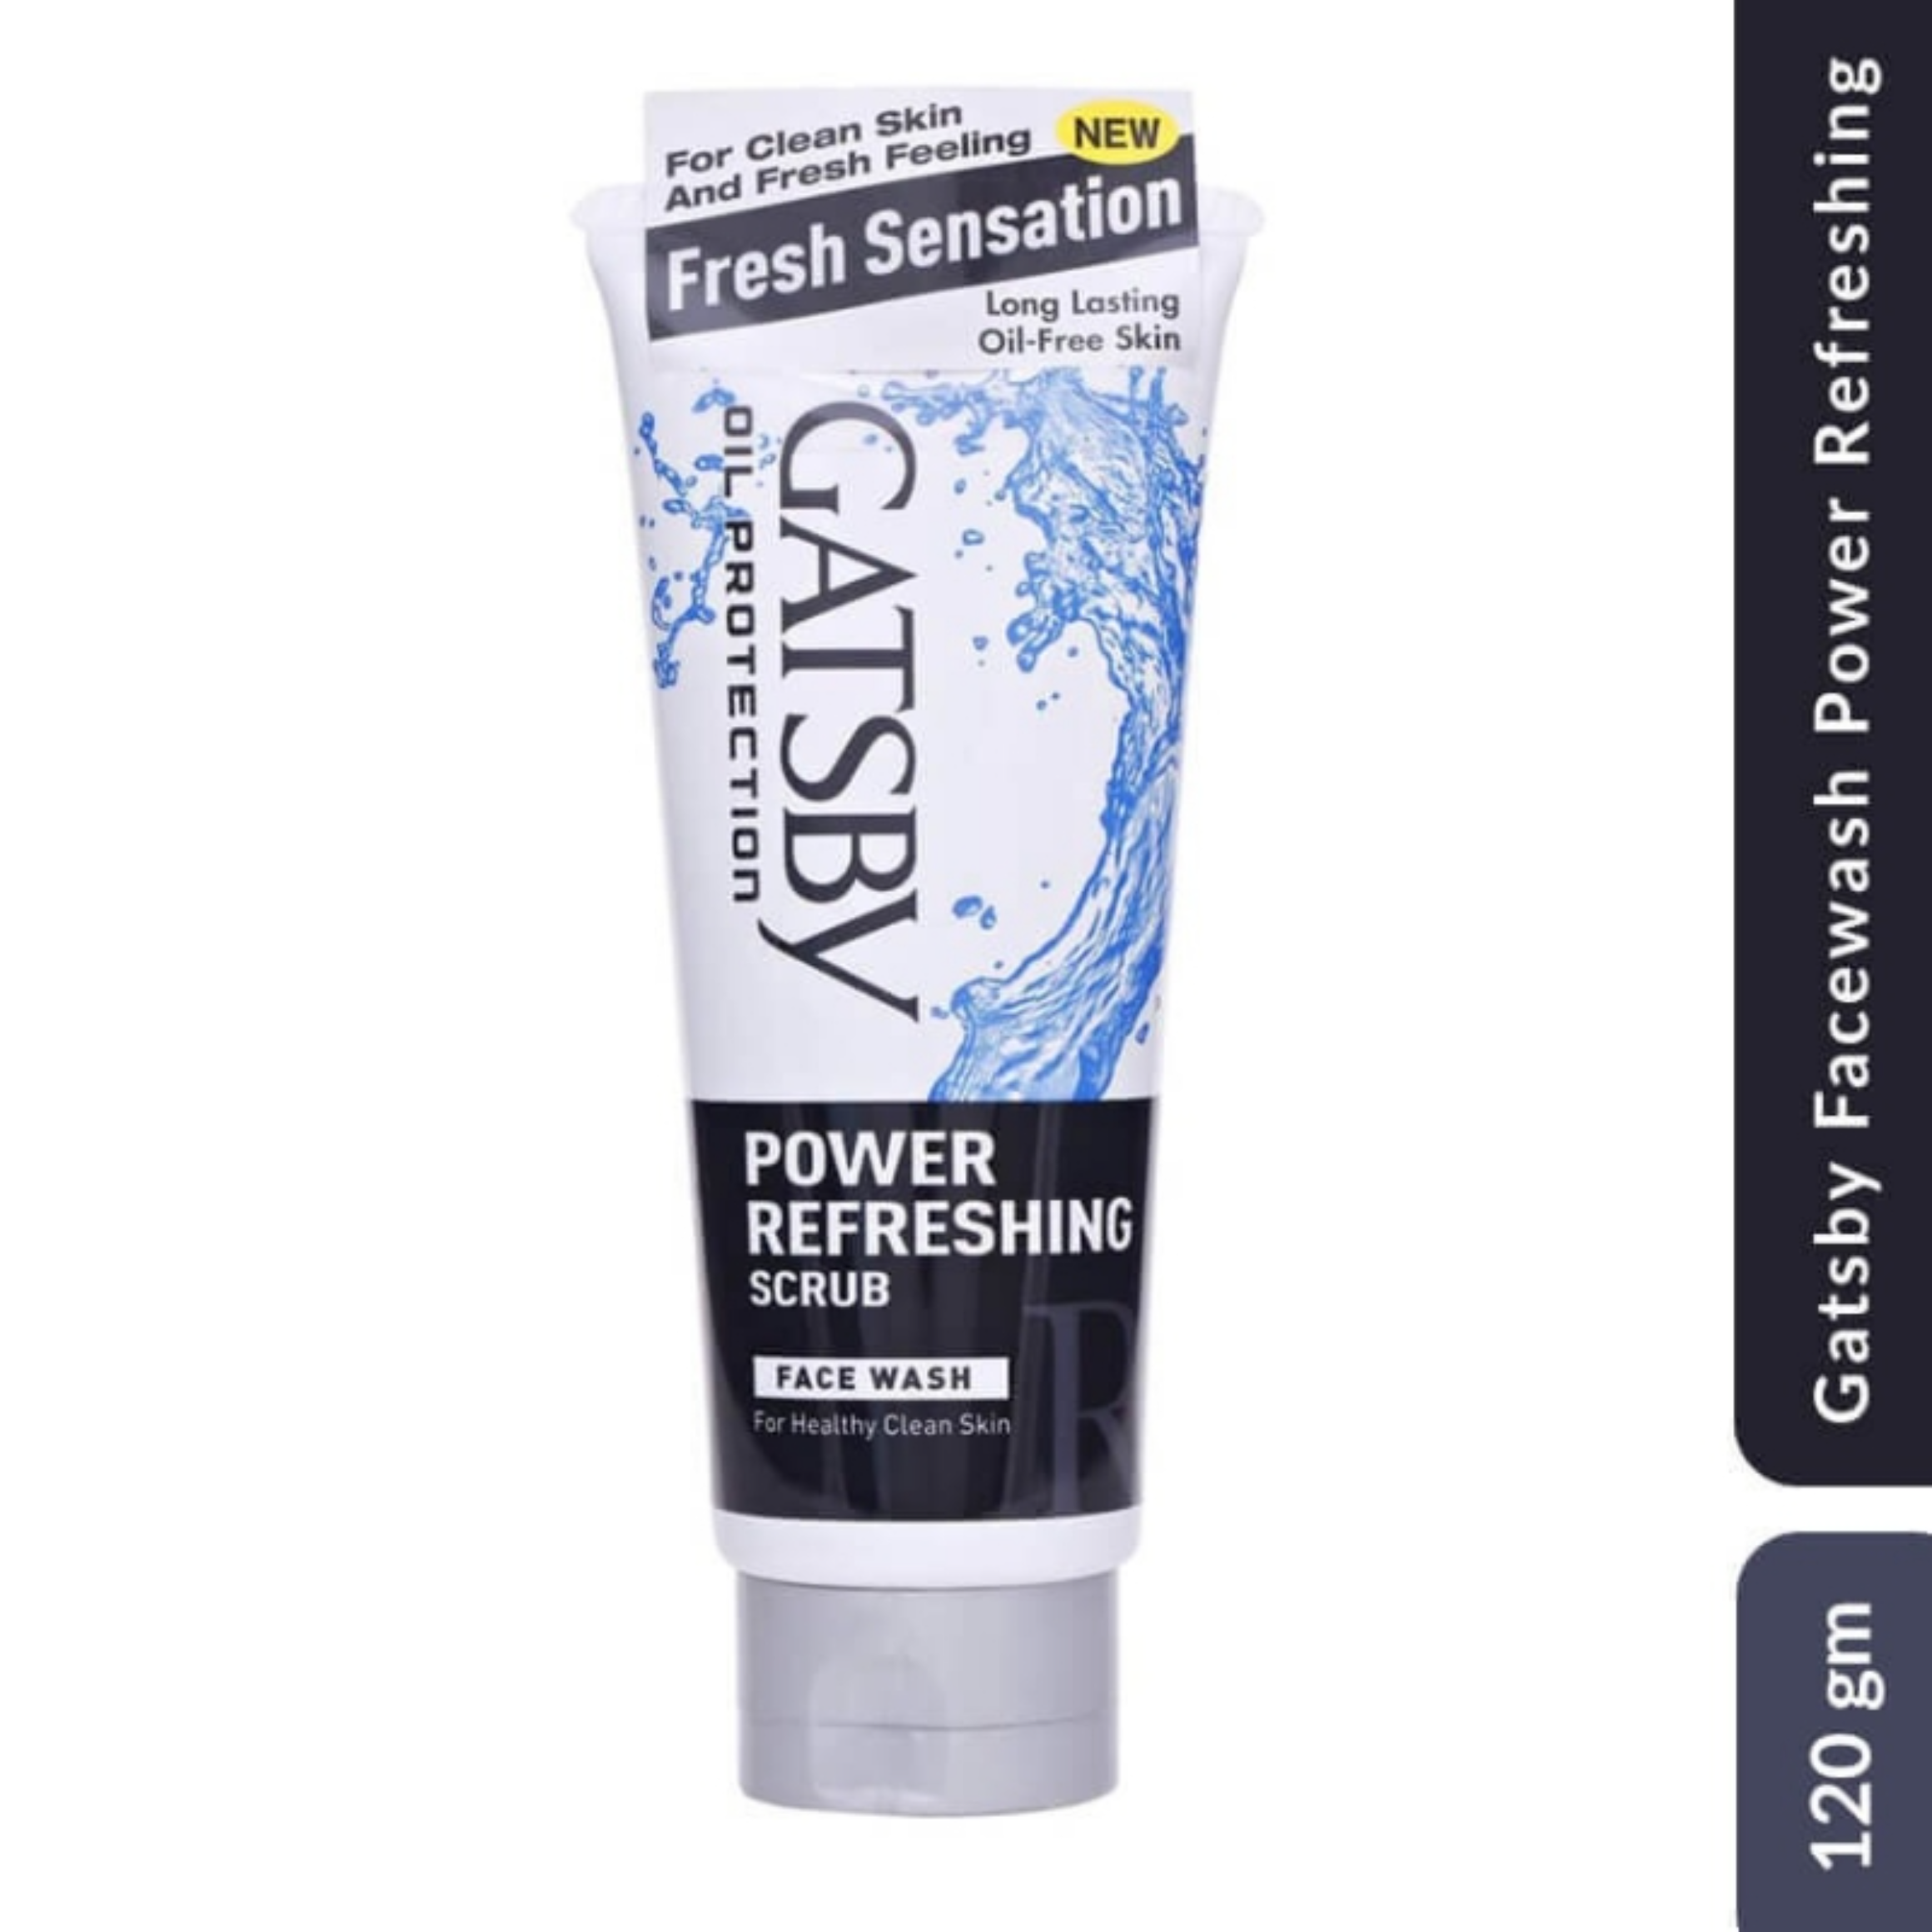 For Clean Skin
And Fresh Feeling
NEW
Fresh Sensation
Long Lasting
Oil-Free Skin
GATSBY
OIL PROTECTION
POWER
REFRESHING
SCRUB
FACE WASH
For Healthy Clean Skin
R
Gatsby Facewash Power Refreshing
120 gm